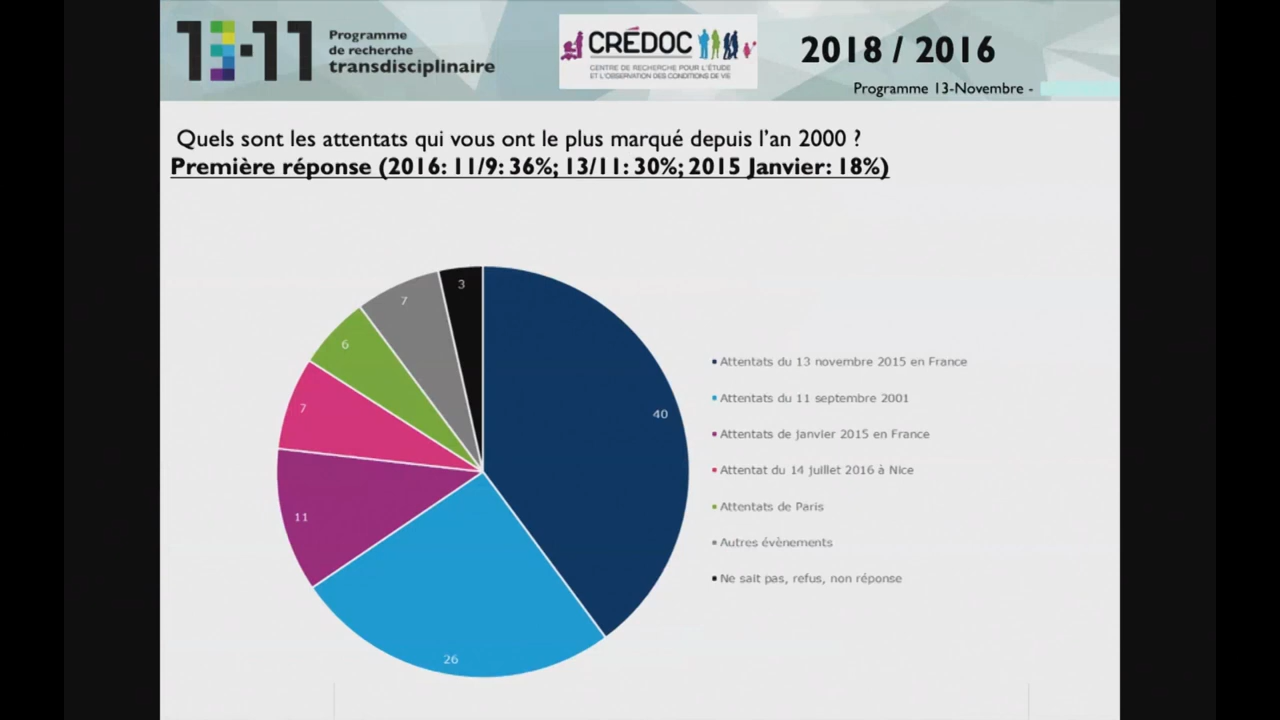 13-11
Programme
de recherche
transdisciplinaire
CRÉDOC
CENTRE DE RECHERCHE POUR L'ÉTUDE
ET L'OBSERVATION DES CONDITIONS DE VIE
2018 / 2016
Programme 13-Novembre -
Quels sont les attentats qui vous ont le plus marqué depuis l'an 2000 ?
Première réponse (2016: 11/9: 36%; 13/11: 30%; 2015 Janvier: 18%)
3
7
6
7
40
11
26
Attentats du 13 novembre 2015 en France
Attentats du 11 septembre 2001
Attentats de janvier 2015 en France
Attentat du 14 juillet 2016 à Nice
Attentats de Paris
Autres évènements
Ne sait pas, refus, non réponse